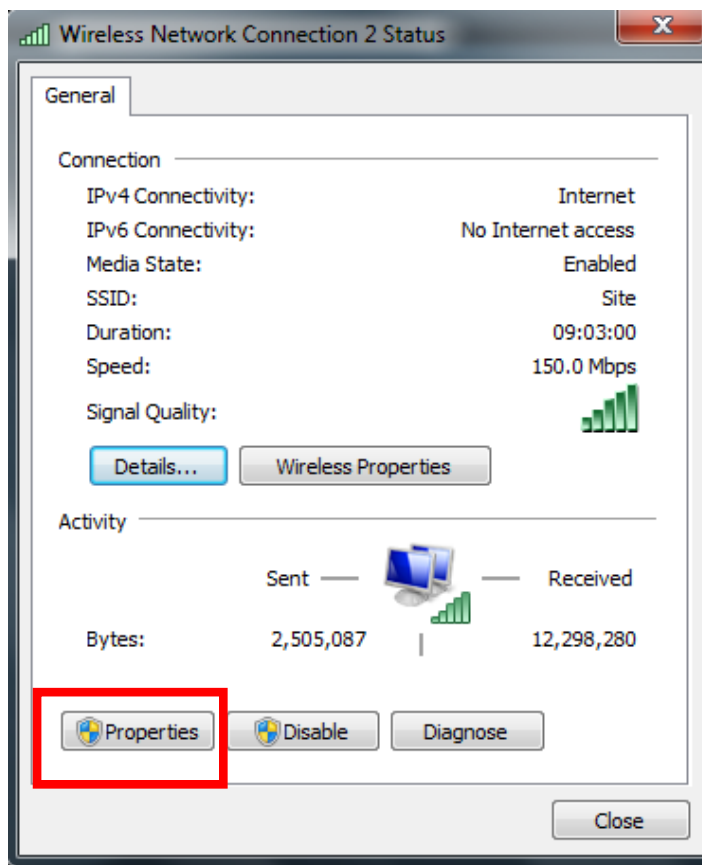 Wireless Network Connection 2 Status
X
General
Connection
IPv4 Connectivity: Internet
IPv6 Connectivity: No Internet access
Media State: Enabled
SSID: Site
Duration: 09:03:00
Speed: 150.0 Mbps
Signal Quality:
Details... Wireless Properties
Activity
Sent Received
Bytes: 2,505,087 12,298,280
Properties Disable Diagnose
Close